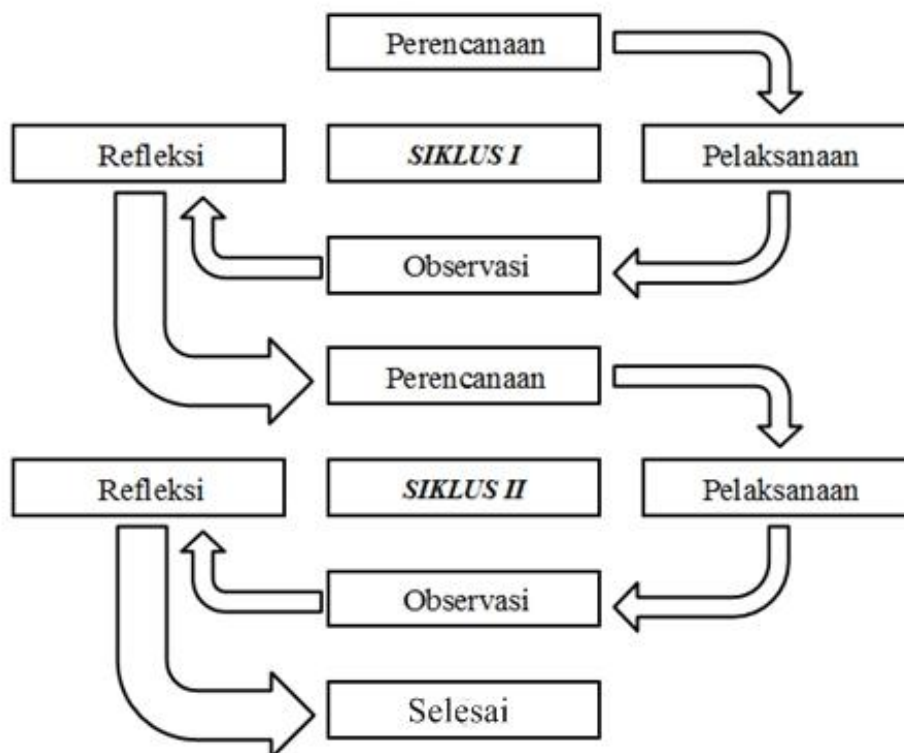 Perencanaan
Refleksi
SIKLUS I
Pelaksanaan
Observasi
Perencanaan
Refleksi
SIKLUS II
Pelaksanaan
Observasi
Selesai